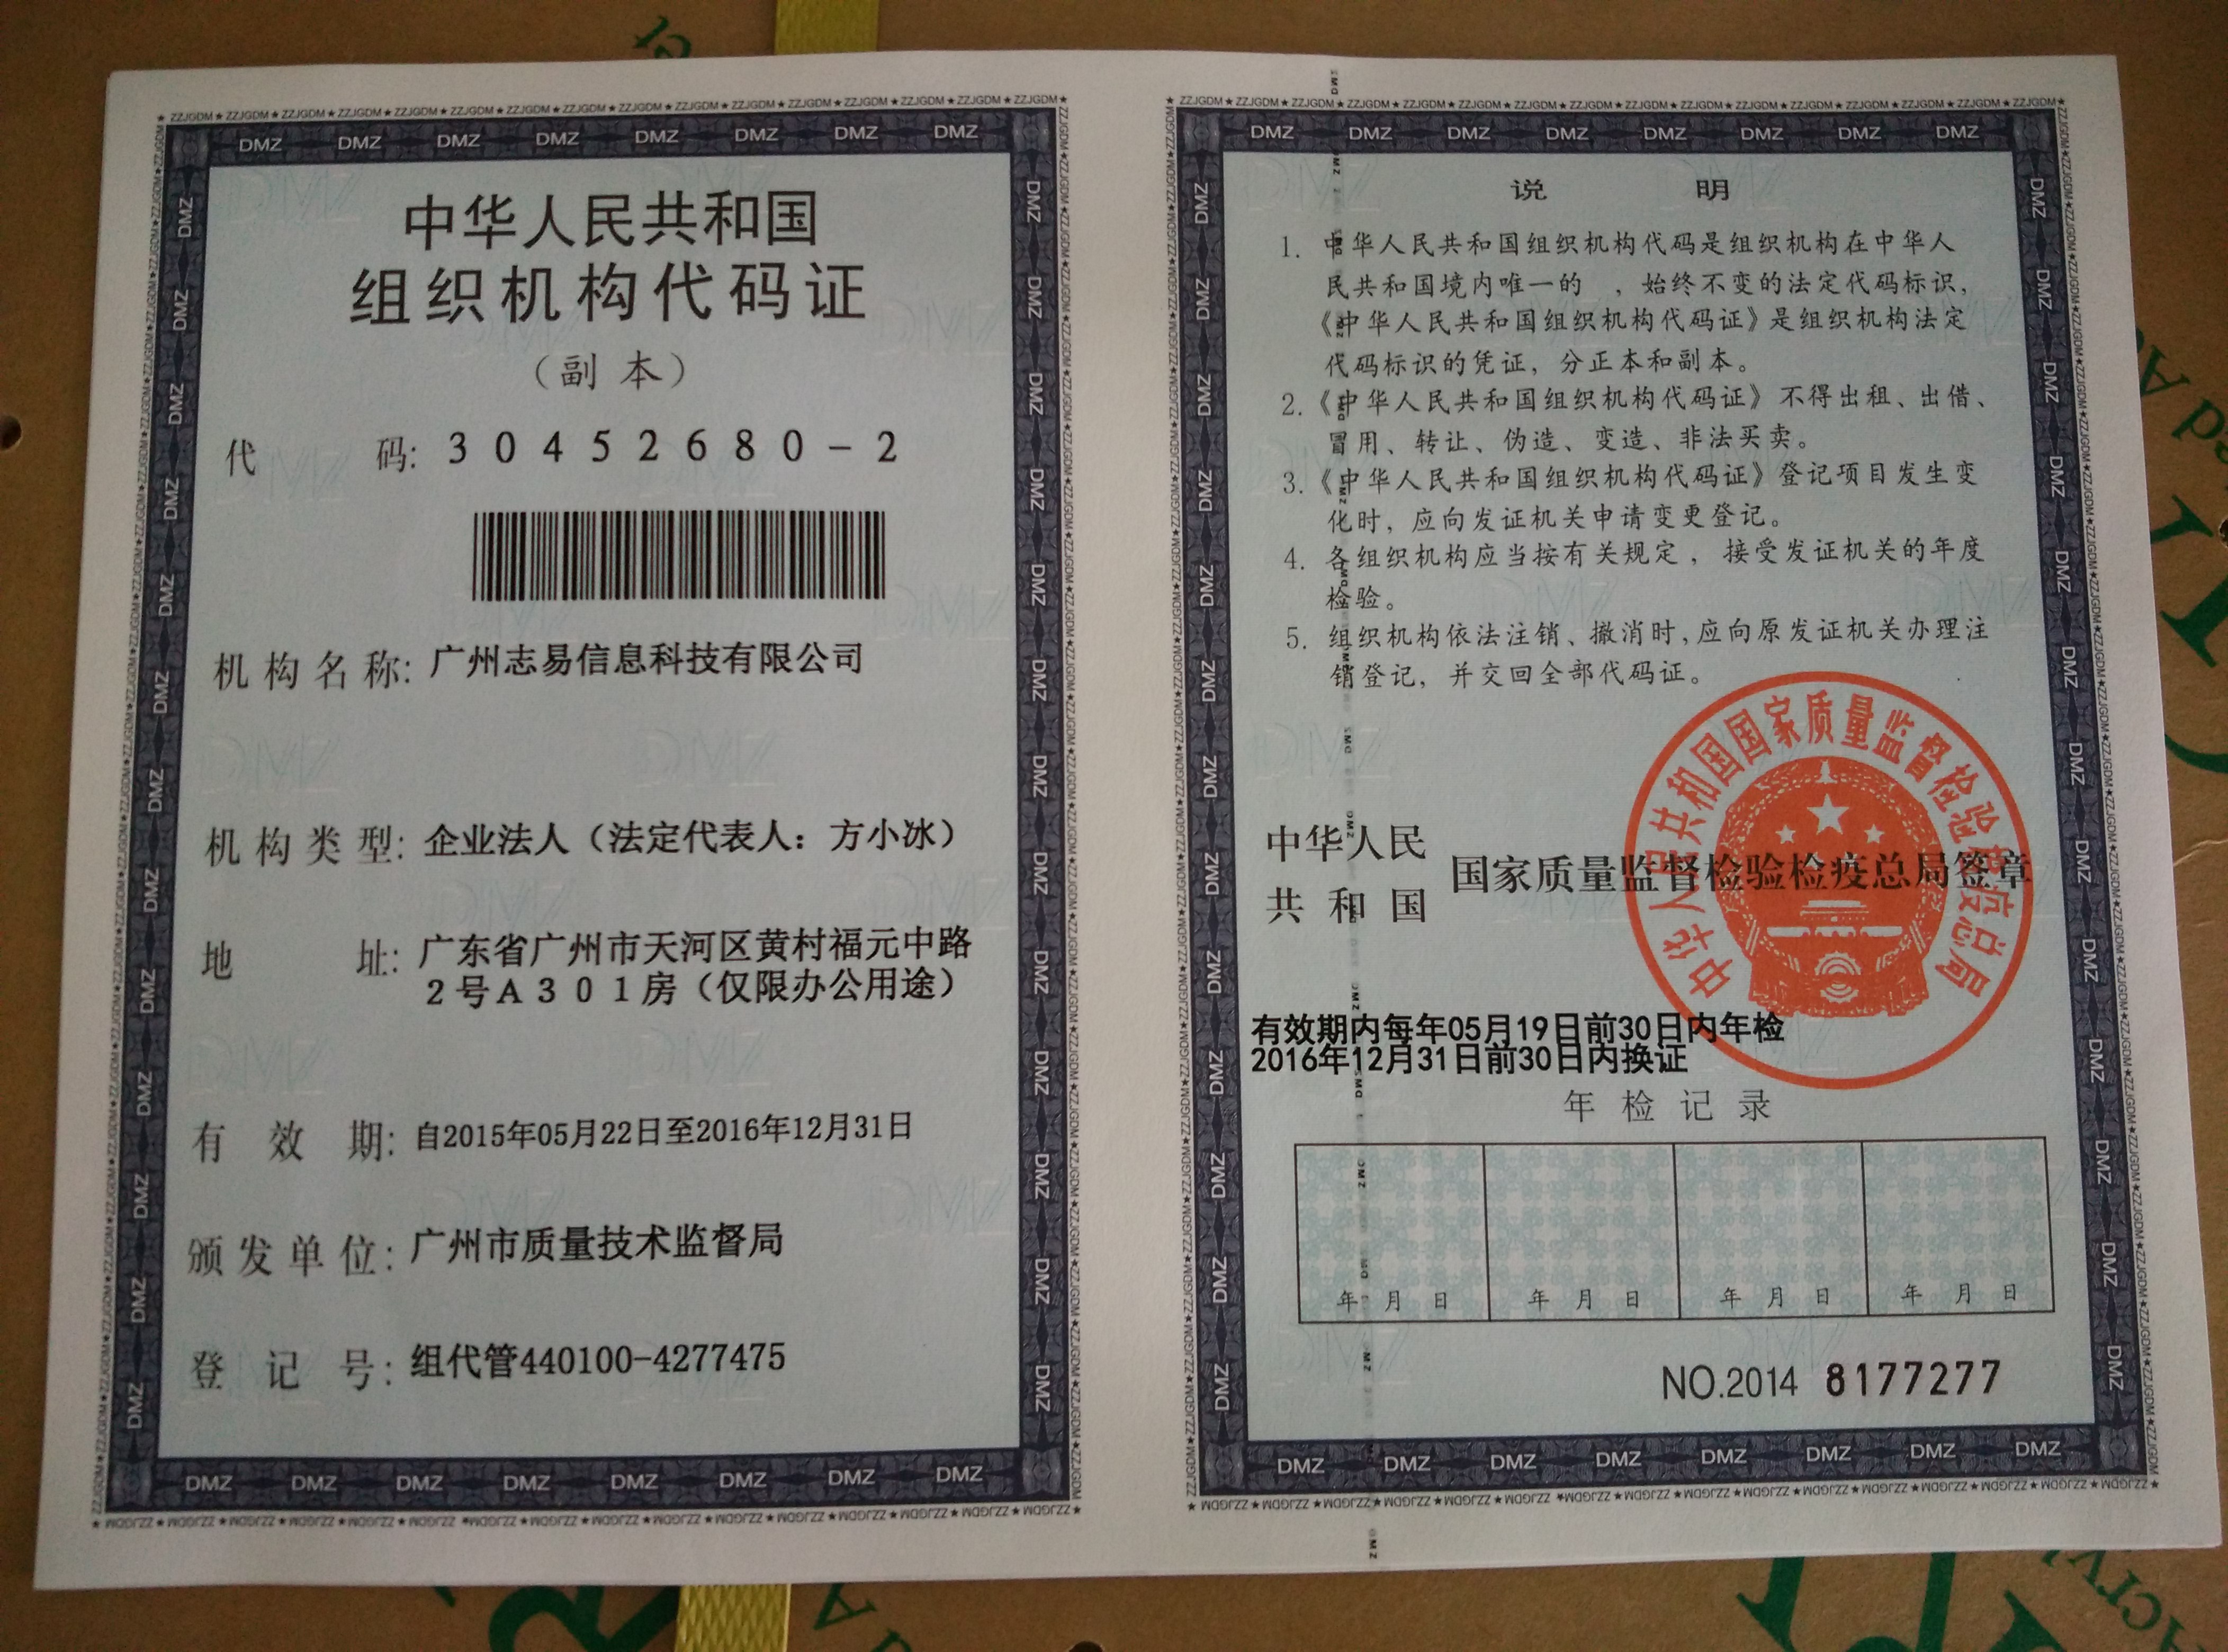 中华人民共和国
组织机构代码证
（副 本）
代 码: 30452680-2
机构名称: 广州志易信息科技有限公司
机构类型: 企业法人（法定代表人：方小冰）
地 址: 广东省广州市天河区黄村福元中路
2号A301房（仅限办公用途）
有 效 期: 自2015年05月22日至2016年12月31日
颁发单位: 广州市质量技术监督局
登 记 号: 组代管440100-4277475
说 明
1. 中华人民共和国组织机构代码是组织机构在中华人
民共和国境内唯一的 ，始终不变的法定代码标识，
《中华人民共和国组织机构代码证》是组织机构法定
代码标识的凭证，分正本和副本。
2.《中华人民共和国组织机构代码证》不得出租、出借、
冒用、转让、伪造、变造、非法买卖。
3.《中华人民共和国组织机构代码证》登记项目发生变
化时，应向发证机关申请变更登记。
4. 各组织机构应当按有关规定，接受发证机关的年度
检验。
5. 组织机构依法注销、撤消时，应向原发证机关办理注
销登记，并交回全部代码证。
中华人民
共和国
国家质量监督检验检疫总局签章
中华人民共和国国家质量监督检验检疫总局
有效期内每年05月19日前30日内年检
2016年12月31日前30日内换证
年检记录
年 月 日 年 月 日 年 月 日 年 月 日
NO.2014 8177277